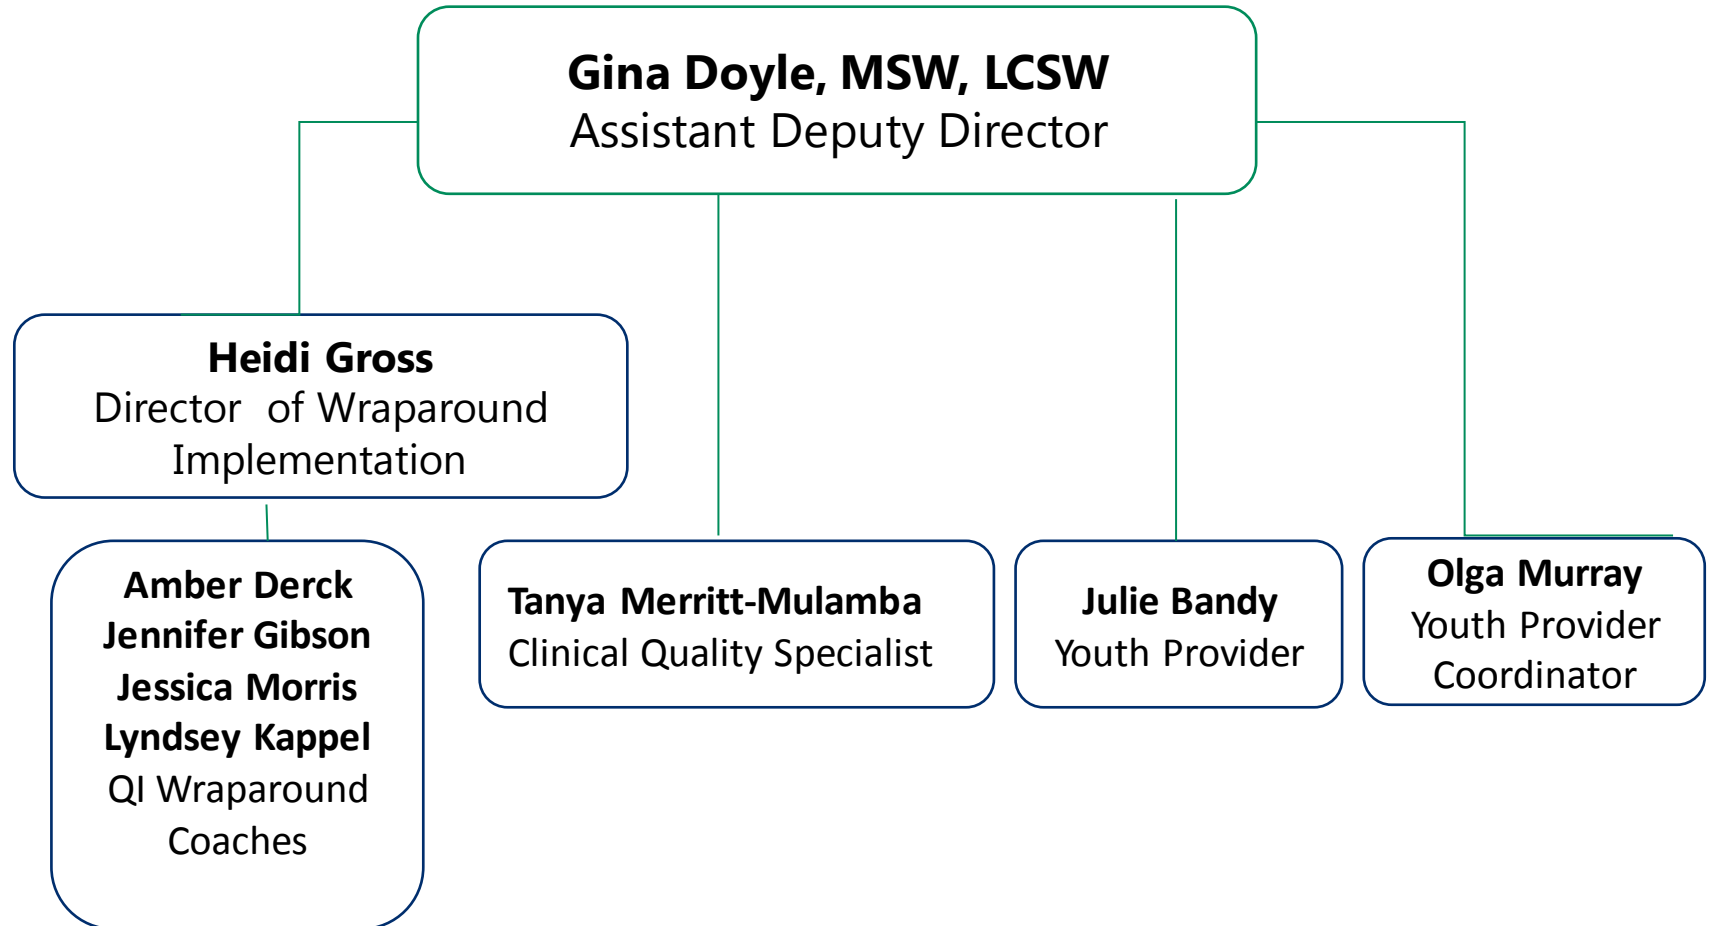 Gina Doyle, MSW, LCSW
Assistant Deputy Director
Heidi Gross
Director of Wraparound
Implementation
Amber Derck
Jennifer Gibson
Jessica Morris
Lyndsey Kappel
QI Wraparound
Coaches
Tanya Merritt-Mulamba
Clinical Quality Specialist
Julie Bandy
Youth Provider
Olga Murray
Youth Provider
Coordinator